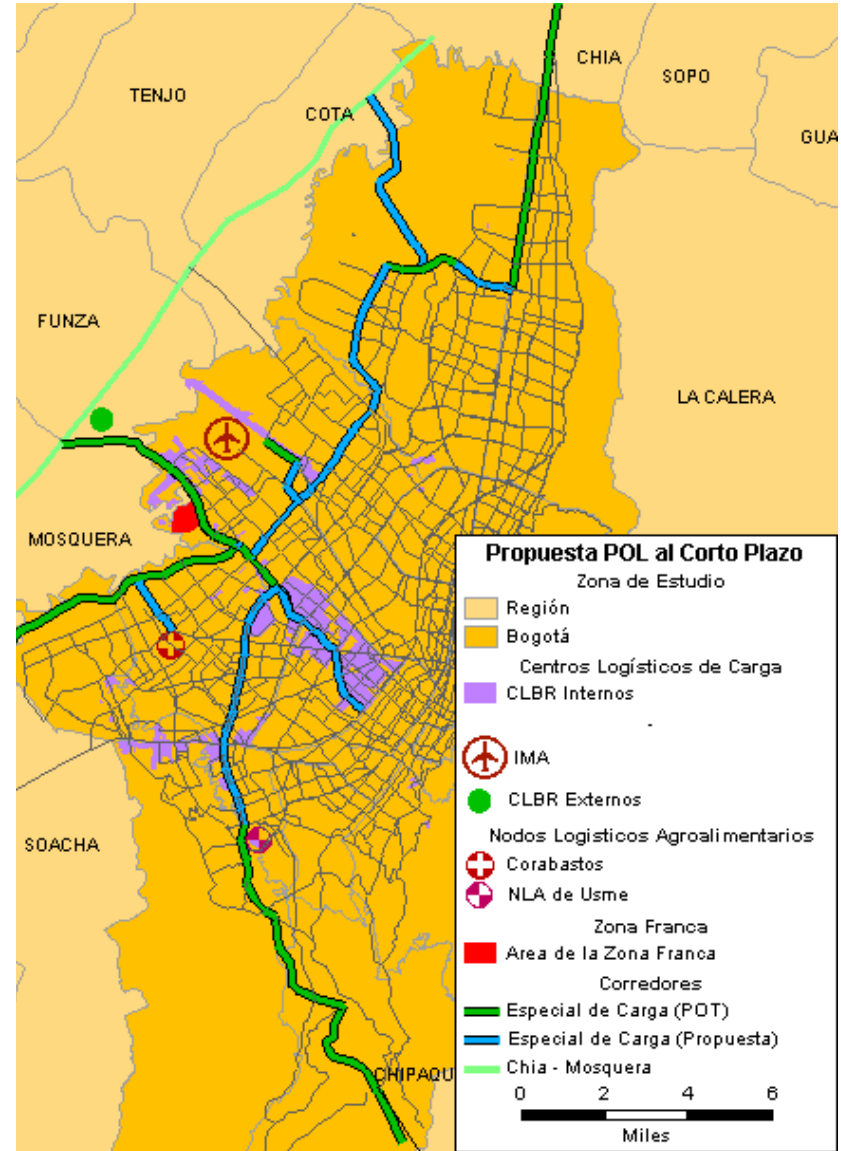 CHIA
SOPO
TENJO
COTA
GUA
FUNZA
LA CALERA
MOSQUERA
SOACHA
CHIPAQU
Propuesta POL al Corto Plazo
Zona de Estudio
Región
Bogotá
Centros Logísticos de Carga
CLBR Internos
-
IMA
CLBR Externos
Nodos Logisticos Agroalimentarios
Corabastos
NLA de Usme
Zona Franca
Area de la Zona Franca
Corredores
Especial de Carga (POT)
Especial de Carga (Propuesta)
Chia - Mosquera
0 2 4 6
Miles